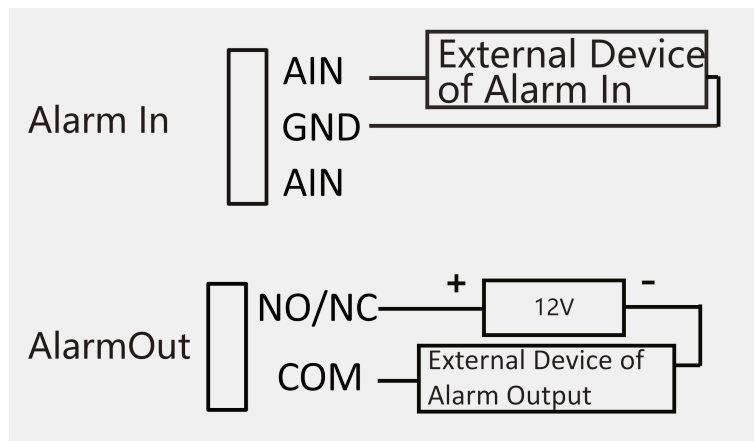 Alarm In
AIN
GND
AIN
External Device
of Alarm In
AlarmOut
NO/NC
COM
+
12V
-
External Device of
Alarm Output